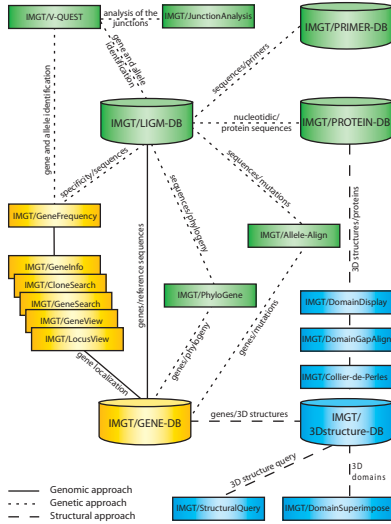 IMGT/V-QUEST
analysis of the
junctions
IMGT/JunctionAnalysis
IMGT/PRIMER-DB
gene and allele
identification
sequences/primers
gene and allele identification
IMGT/LIGM-DB
nucleotidic/
protein sequences
IMGT/PROTEIN-DB
specificity/sequences
sequences/mutations
sequences/phylogeny
3D structures/proteins
IMGT/GeneFrequency
IMGT/Allele-Align
IMGT/GeneInfo
IMGT/CloneSearch
IMGT/GeneSearch
IMGT/GeneView
IMGT/LocusView
genes/reference sequences
IMGT/PhyloGene
IMGT/DomainDisplay
IMGT/DomainGapAlign
IMGT/Collier-de-Perles
gene localization
genes/phylogeny
genes/mutations
IMGT/GENE-DB
genes/3D structures
IMGT/
3Dstructure-DB
3D structure query
3D
domains
Genomic approach
Genetic approach
Structural approach
IMGT/StructuralQuery
IMGT/DomainSuperimpose